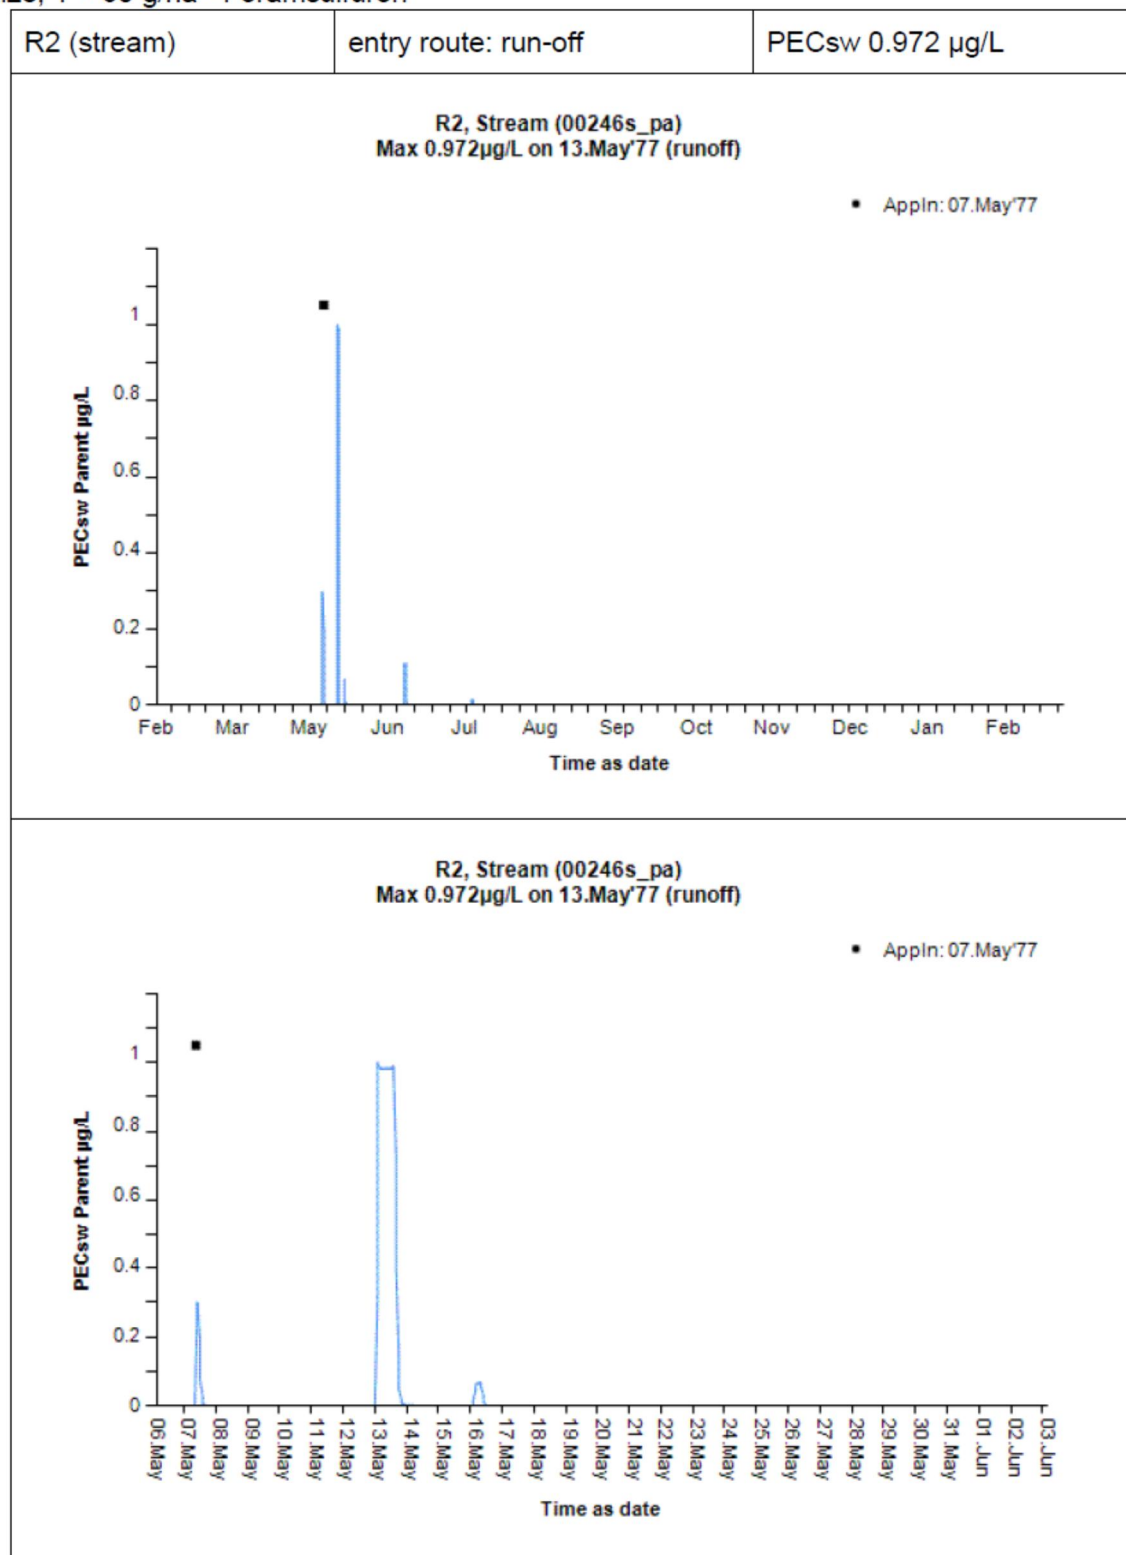 R2 (stream) entry route: run-off PECsw 0.972 µg/L
R2, Stream (00246s_pa)
Max 0.972µg/L on 13.May'77 (runoff)
Appln: 07.May'77
1
0.8
0.6
0.4
0.2
0
PECsw Parent µg/L
Feb Mar May Jun Jul Aug Sep Oct Nov Dec Jan Feb
Time as date
R2, Stream (00246s_pa)
Max 0.972µg/L on 13.May'77 (runoff)
Appln: 07.May'77
1
0.8
0.6
0.4
0.2
0
PECsw Parent µg/L
06.May 07.May 08.May 09.May 10.May 11.May 12.May 13.May 14.May 15.May 16.May 17.May 18.May 19.May 20.May 21.May 22.May 23.May 24.May 25.May 26.May 27.May 28.May 29.May 30.May 31.May 01.Jun 02.Jun 03.Jun
Time as date